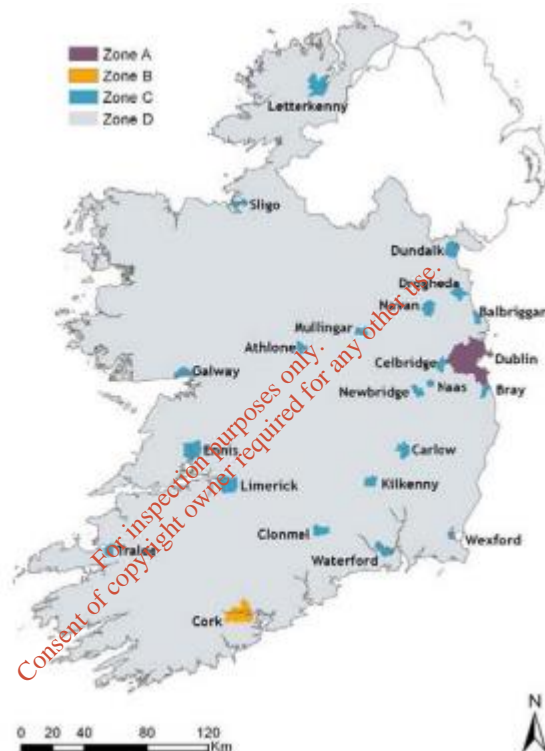 Zone A
Zone B
Zone C
Zone D
Letterkenny
Sligo
Dundalk
Drogheda
Navan
Balbriggan
Mullingar
Athlone
Celbridge
Dublin
Galway
Newbridge
Naas
Bray
Ennis
Carlow
Limerick
Kilkenny
Clonmel
Wexford
Tralee
Waterford
Cork
For inspection purposes only.
Consent of copyright owner required for any other use.
N
0 20 40 80 120
Km